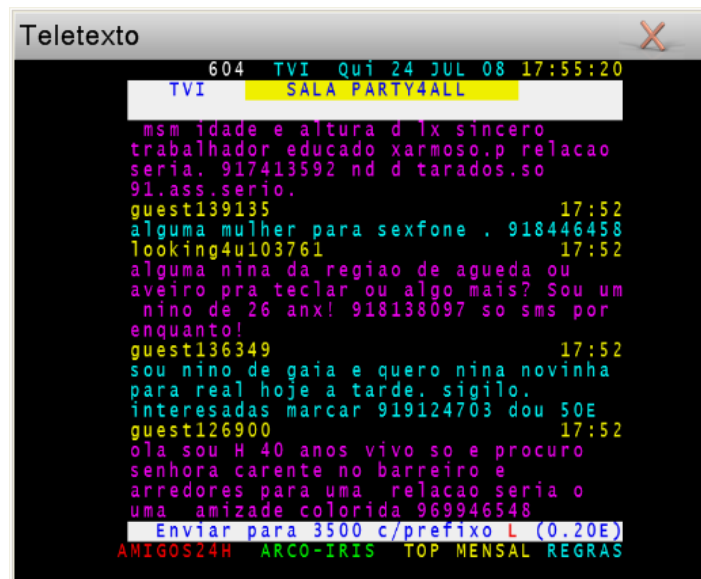 Teletexto
604 TVI Qui 24 JUL 08 17:55:20
TVI SALA PARTY4ALL
msm idade e altura d lx sincero
trabalhador educado xarmoso.p relacao
seria. 917413592 nd d tarados.so
91.ass.serio.
guest139135 17:52
alguma mulher para sexfone . 918446458
looking4u103761 17:52
alguma nina da regiao de agueda ou
aveiro pra teclar ou algo mais? Sou um
nino de 26 anx! 918138097 so sms por
enquanto!
guest136349 17:52
sou nino de gaia e quero nina novinha
para real hoje a tarde. sigilo.
interesadas marcar 919124703 dou 50E
guest126900 17:52
ola sou H 40 anos vivo so e procuro
senhora carente no barreiro e
arredores para uma relacao seria o
uma amizade colorida 969946548
Enviar para 3500 c/prefixo L (0.20E)
AMIGOS24H ARCO-IRIS TOP MENSAL REGRAS